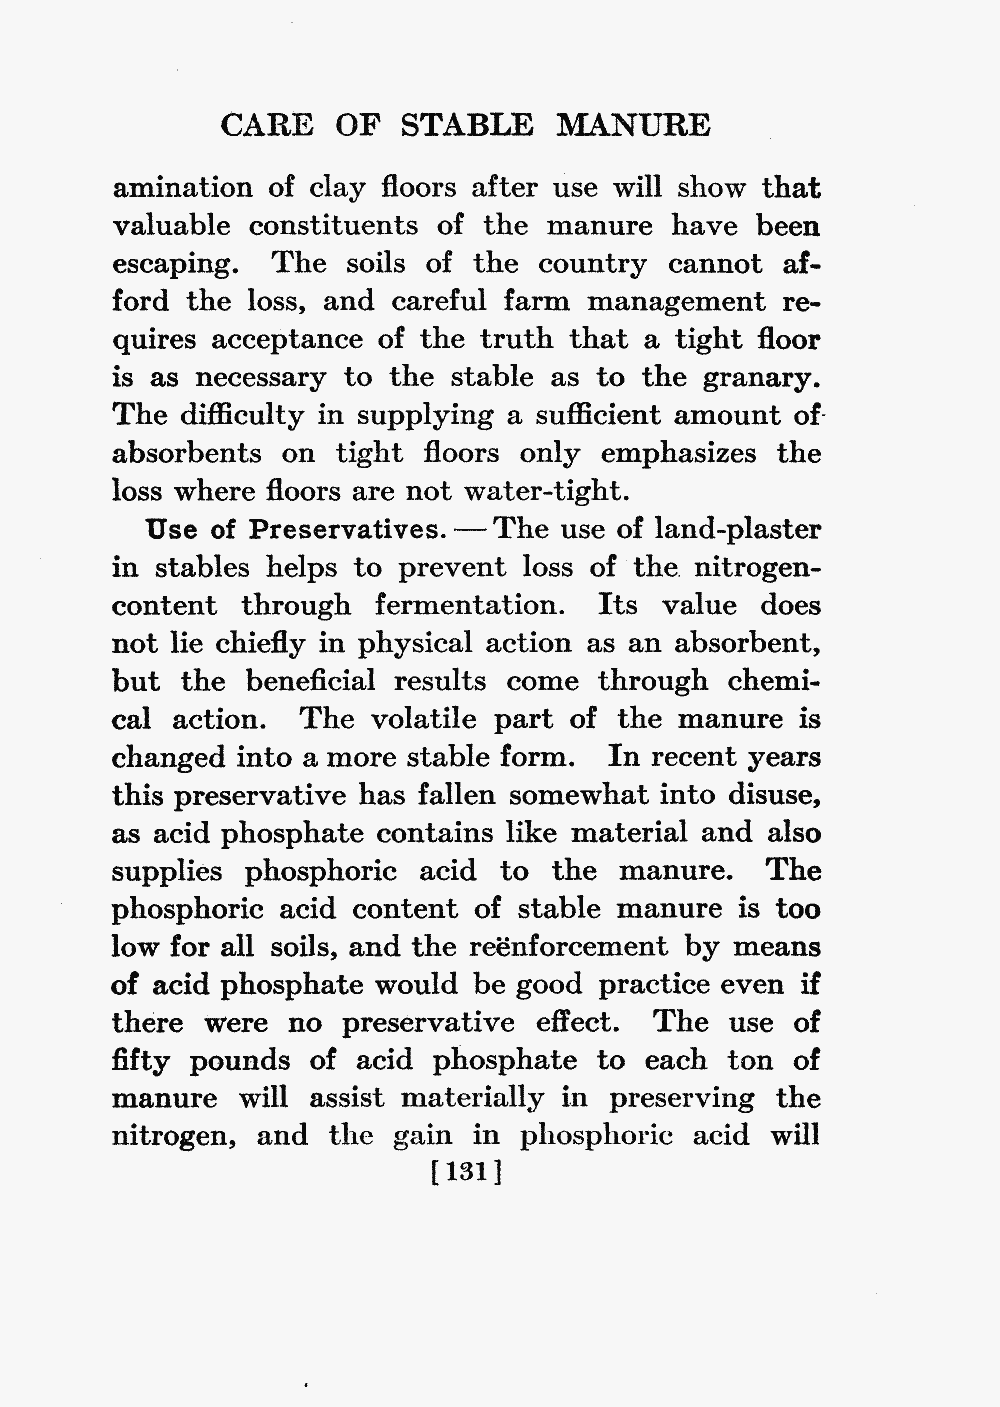 CARE OF STABLE MANURE
amination of clay floors after use will show that
valuable constituents of the manure have been
escaping. The soils of the country cannot af-
ford the loss, and careful farm management re-
quires acceptance of the truth that a tight floor
is as necessary to the stable as to the granary.
The difficulty in supplying a sufficient amount of
absorbents on tight floors only emphasizes the
loss where floors are not water-tight.
Use of Preservatives. — The use of land-plaster
in stables helps to prevent loss of the nitrogen-
content through fermentation. Its value does
not lie chiefly in physical action as an absorbent,
but the beneficial results come through chemi-
cal action. The volatile part of the manure is
changed into a more stable form. In recent years
this preservative has fallen somewhat into disuse,
as acid phosphate contains like material and also
supplies phosphoric acid to the manure. The
phosphoric acid content of stable manure is too
low for all soils, and the reënforcement by means
of acid phosphate would be good practice even if
there were no preservative effect. The use of
fifty pounds of acid phosphate to each ton of
manure will assist materially in preserving the
nitrogen, and the gain in phosphoric acid will
[131]